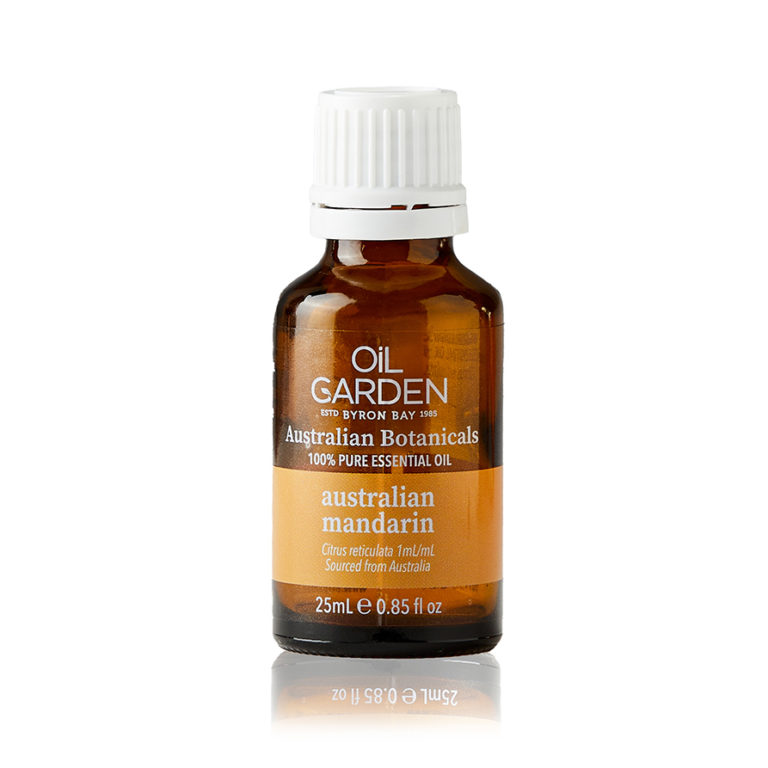 OiL
GARDEN
ESTD BYRON BAY 1985
Australian Botanicals
100% PURE ESSENTIAL OIL
australian
mandarin
Citrus reticulata 1mL/mL
Sourced from Australia
25mL ℮ 0.85 fl oz